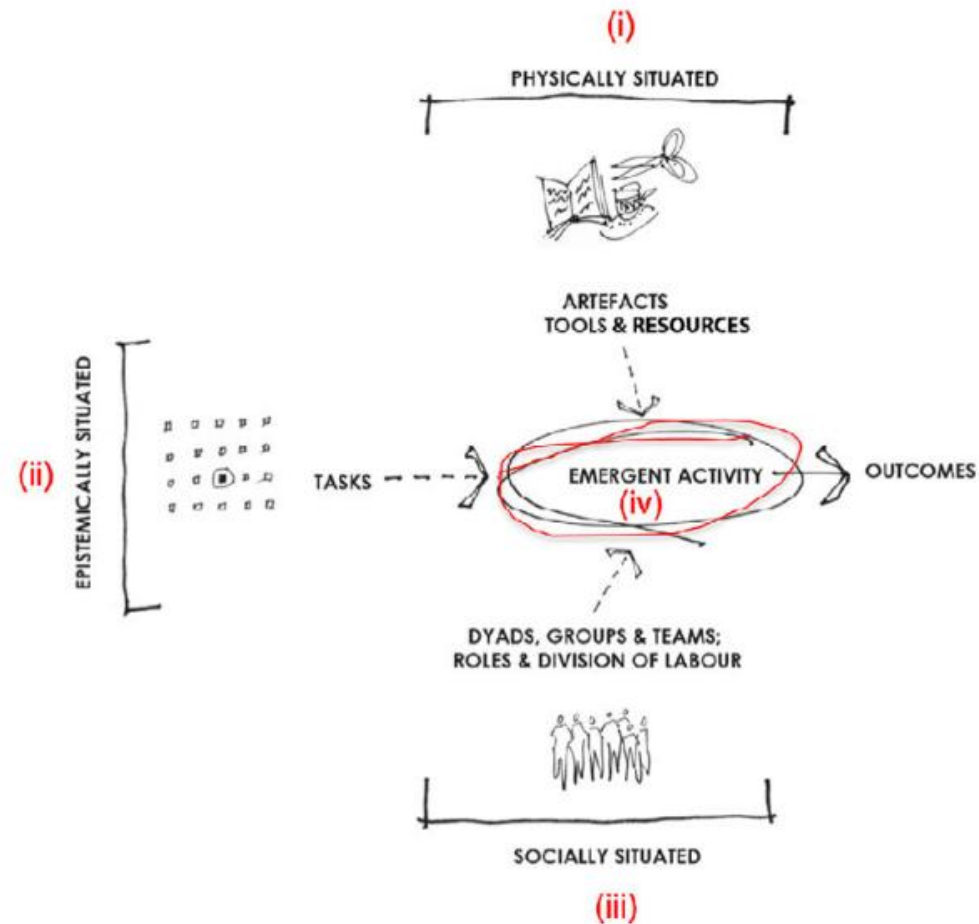 (i)
PHYSICALLY SITUATED
ARTEFACTS
TOOLS & RESOURCES
EPISTEMICALLY SITUATED
(ii)
TASKS
EMERGENT ACTIVITY
(iv)
OUTCOMES
DYADS, GROUPS & TEAMS;
ROLES & DIVISION OF LABOUR
SOCIALLY SITUATED
(iii)